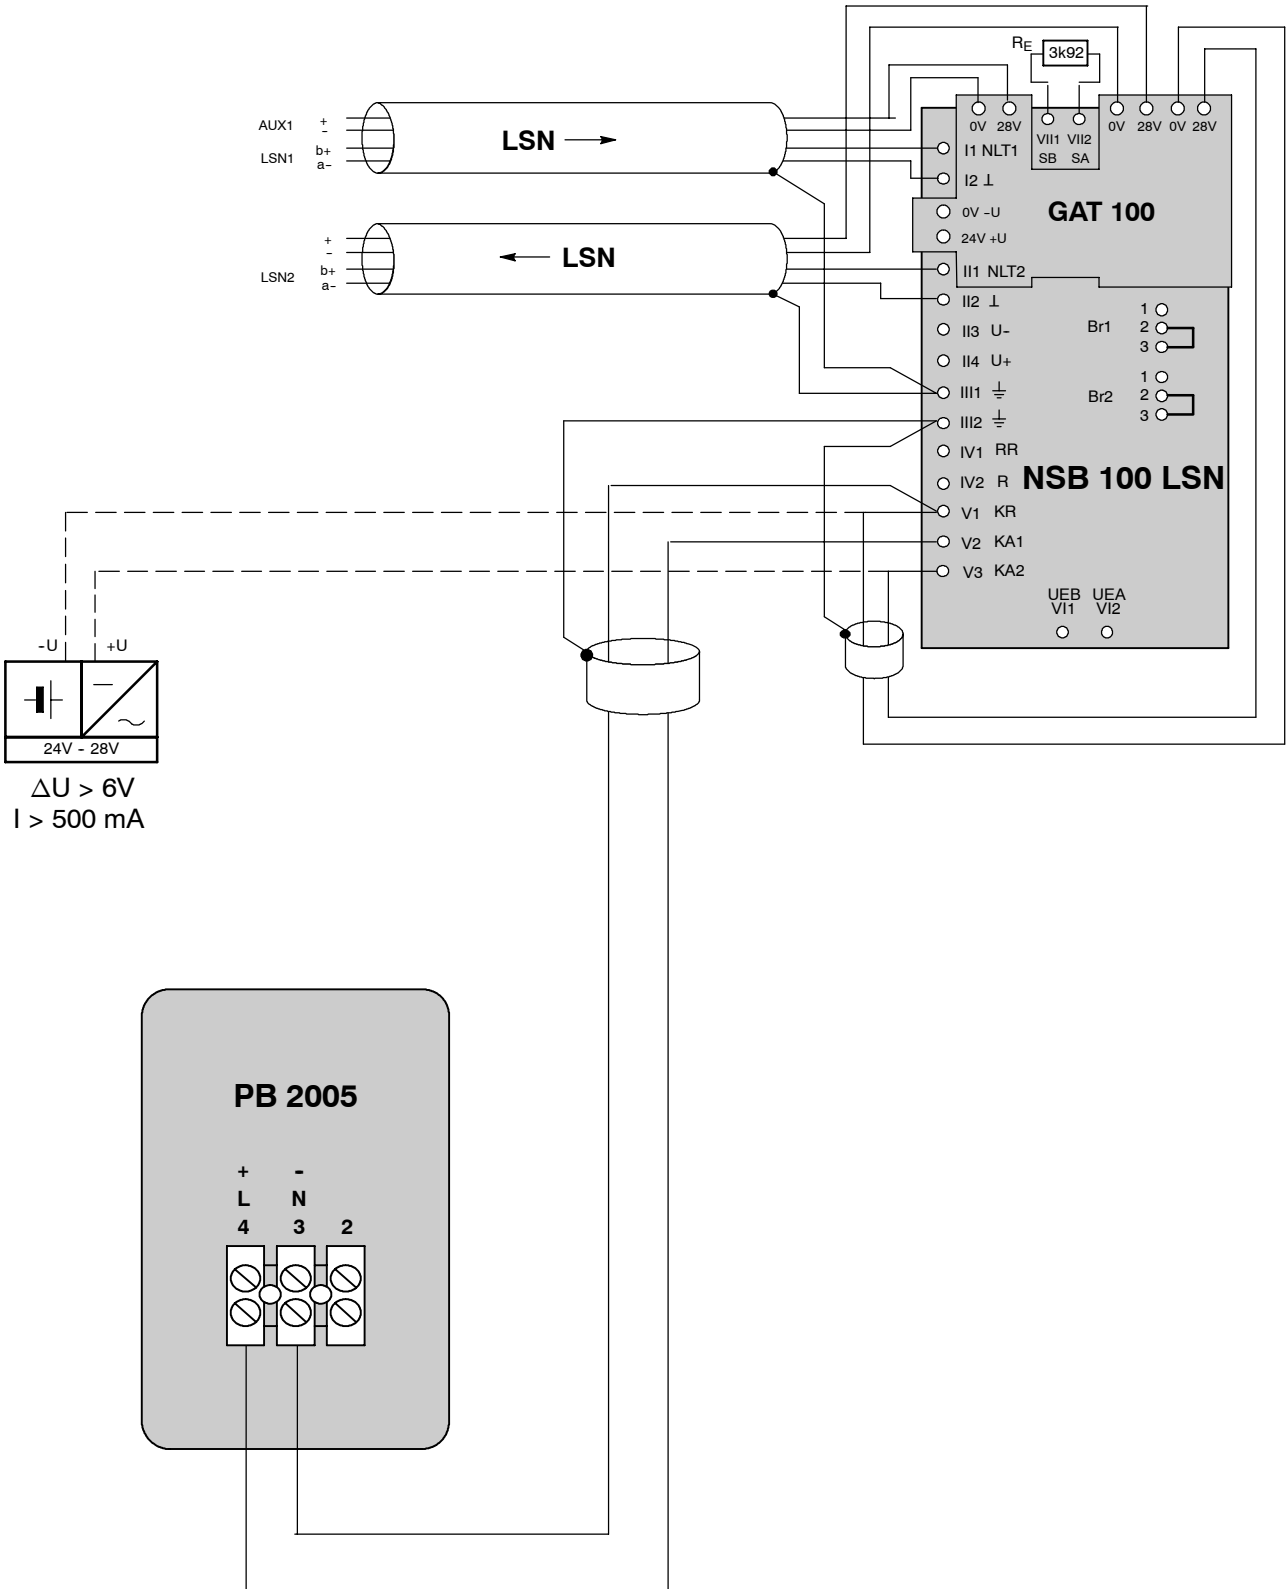 RE
3k92
AUX1 + -
LSN1 b+ a-
LSN →
LSN2 + - b+ a-
← LSN
0V 28V
VII1 VII2
SB SA
0V 28V 0V 28V
GAT 100
I1 NLT1
I2 ⊥
0V -U
24V +U
II1 NLT2
II2 ⊥
II3 U-
II4 U+
III1 ⏚
III2 ⏚
IV1 RR
IV2 R
V1 KR
V2 KA1
V3 KA2
Br1 1 2 3
Br2 1 2 3
NSB 100 LSN
UEB UEA
VI1 VI2
-U +U
24V - 28V
ΔU > 6V
I > 500 mA
PB 2005
+ -
L N
4 3 2